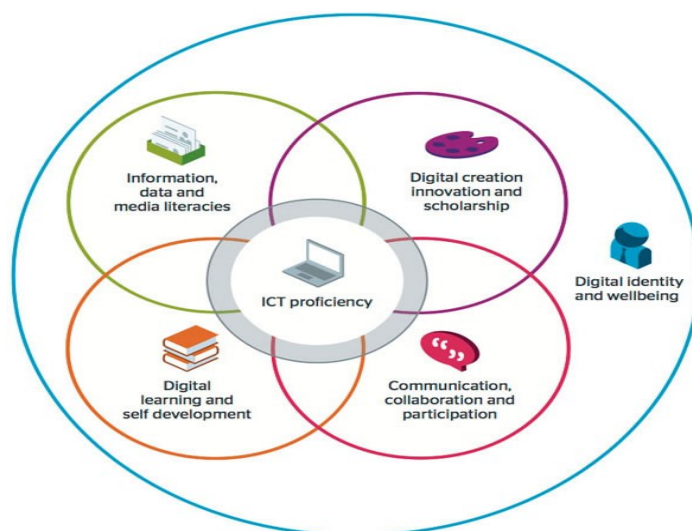 Information,
data and
media literacies
Digital creation
innovation and
scholarship
ICT proficiency
Digital identity
and wellbeing
Digital
learning and
self development
Communication,
collaboration and
participation